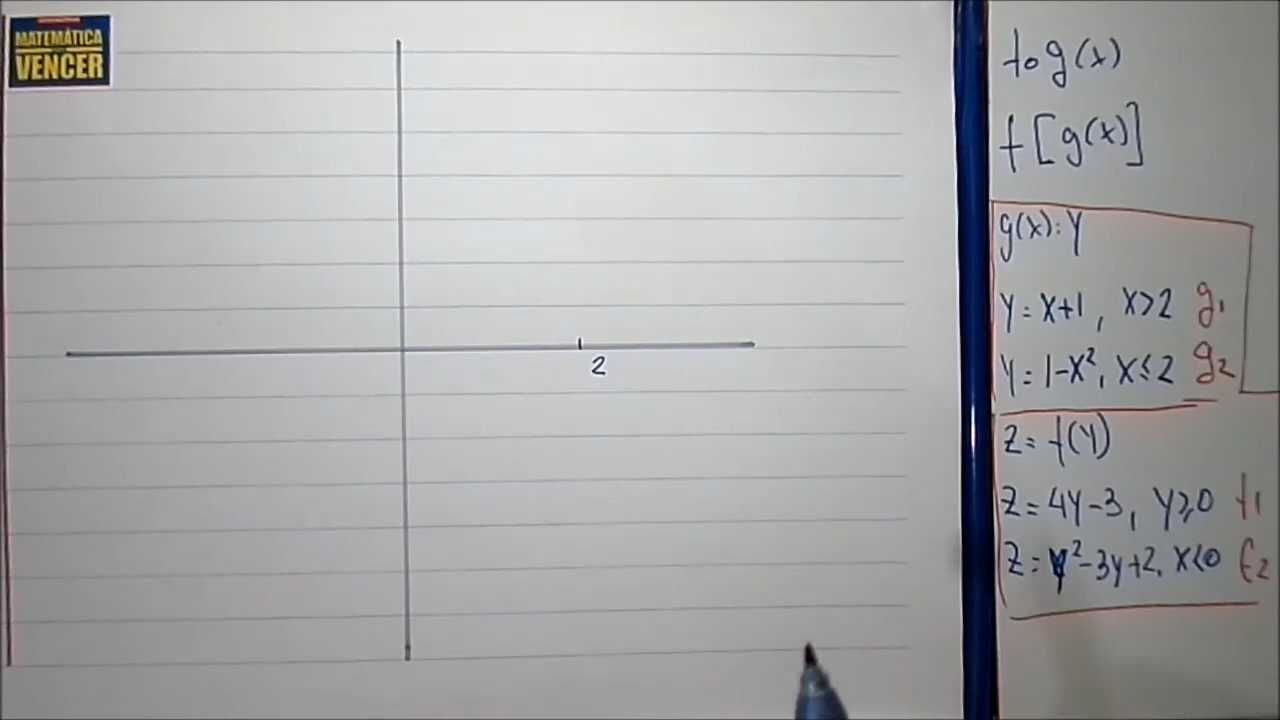 MATEMÁTICA
VENCER
2
fog(x)
f[g(x)]
g(x):Y
Y=X+1, X>2 g₁
Y=1-X², X≤2 g₂
Z=f(Y)
Z=4Y-3, Y≥0 f1
Z=Y²-3y+2, X<0 f2